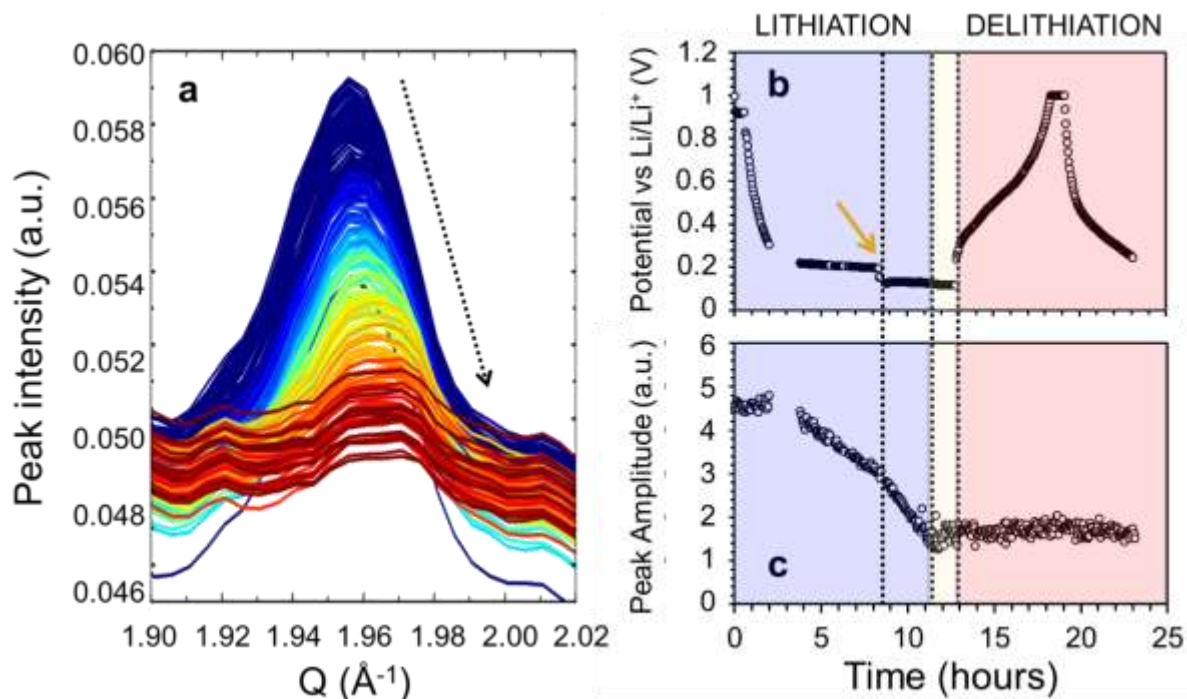 a
0.060
0.058
0.056
0.054
0.052
0.050
0.048
0.046
Peak intensity (a.u.)
1.90 1.92 1.94 1.96 1.98 2.00 2.02
Q (Å-1)
LITHIATION DELITHIATION
b
1.2
1
0.8
0.6
0.4
0.2
0
Potential vs Li/Li+ (V)
6
5
4
3
2
1
0
Peak Amplitude (a.u.)
c
0 5 10 15 20 25
Time (hours)